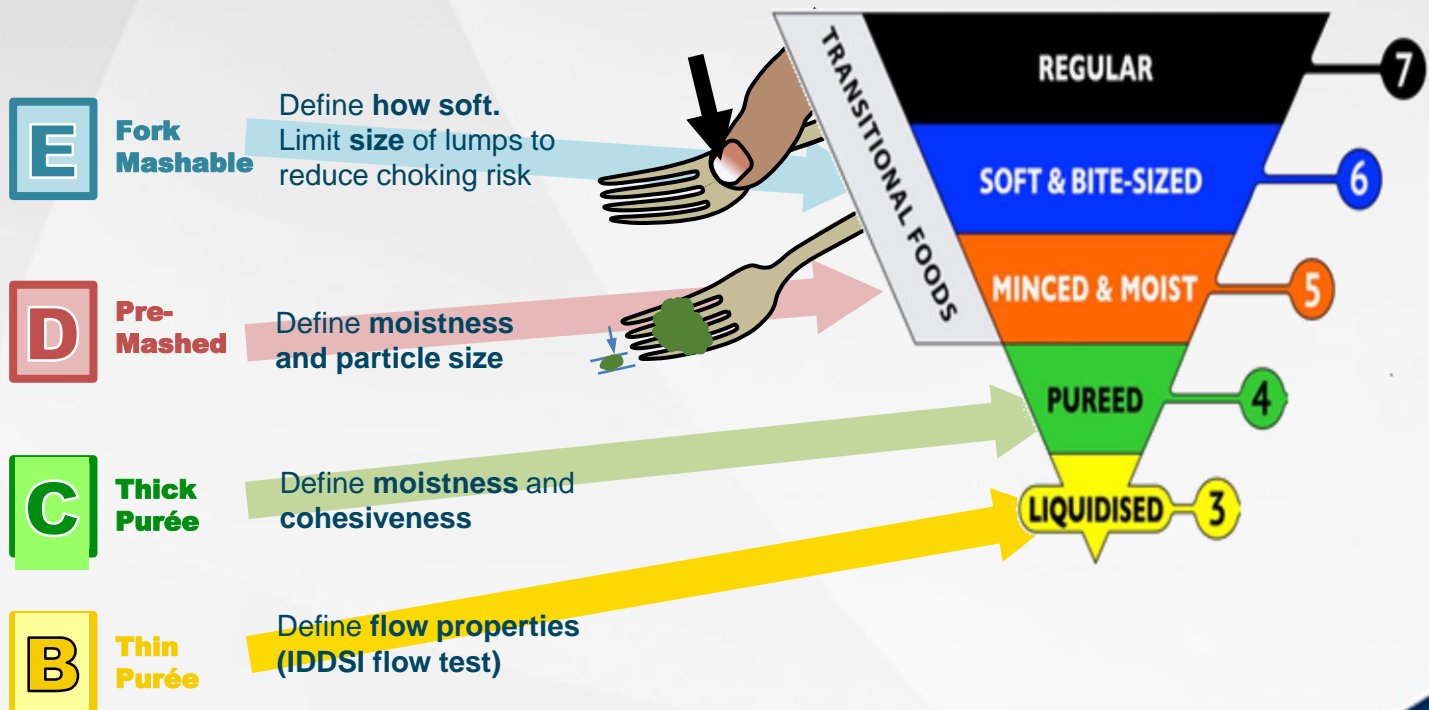 E
Fork
Mashable
Define how soft.
Limit size of lumps to
reduce choking risk
D
Pre-
Mashed
Define moistness
and particle size
C
Thick
Purée
Define moistness and
cohesiveness
B
Thin
Purée
Define flow properties
(IDDSI flow test)
TRANSITIONAL FOODS
REGULAR
7
SOFT & BITE-SIZED
6
MINCED & MOIST
5
PUREED
4
LIQUIDISED
3